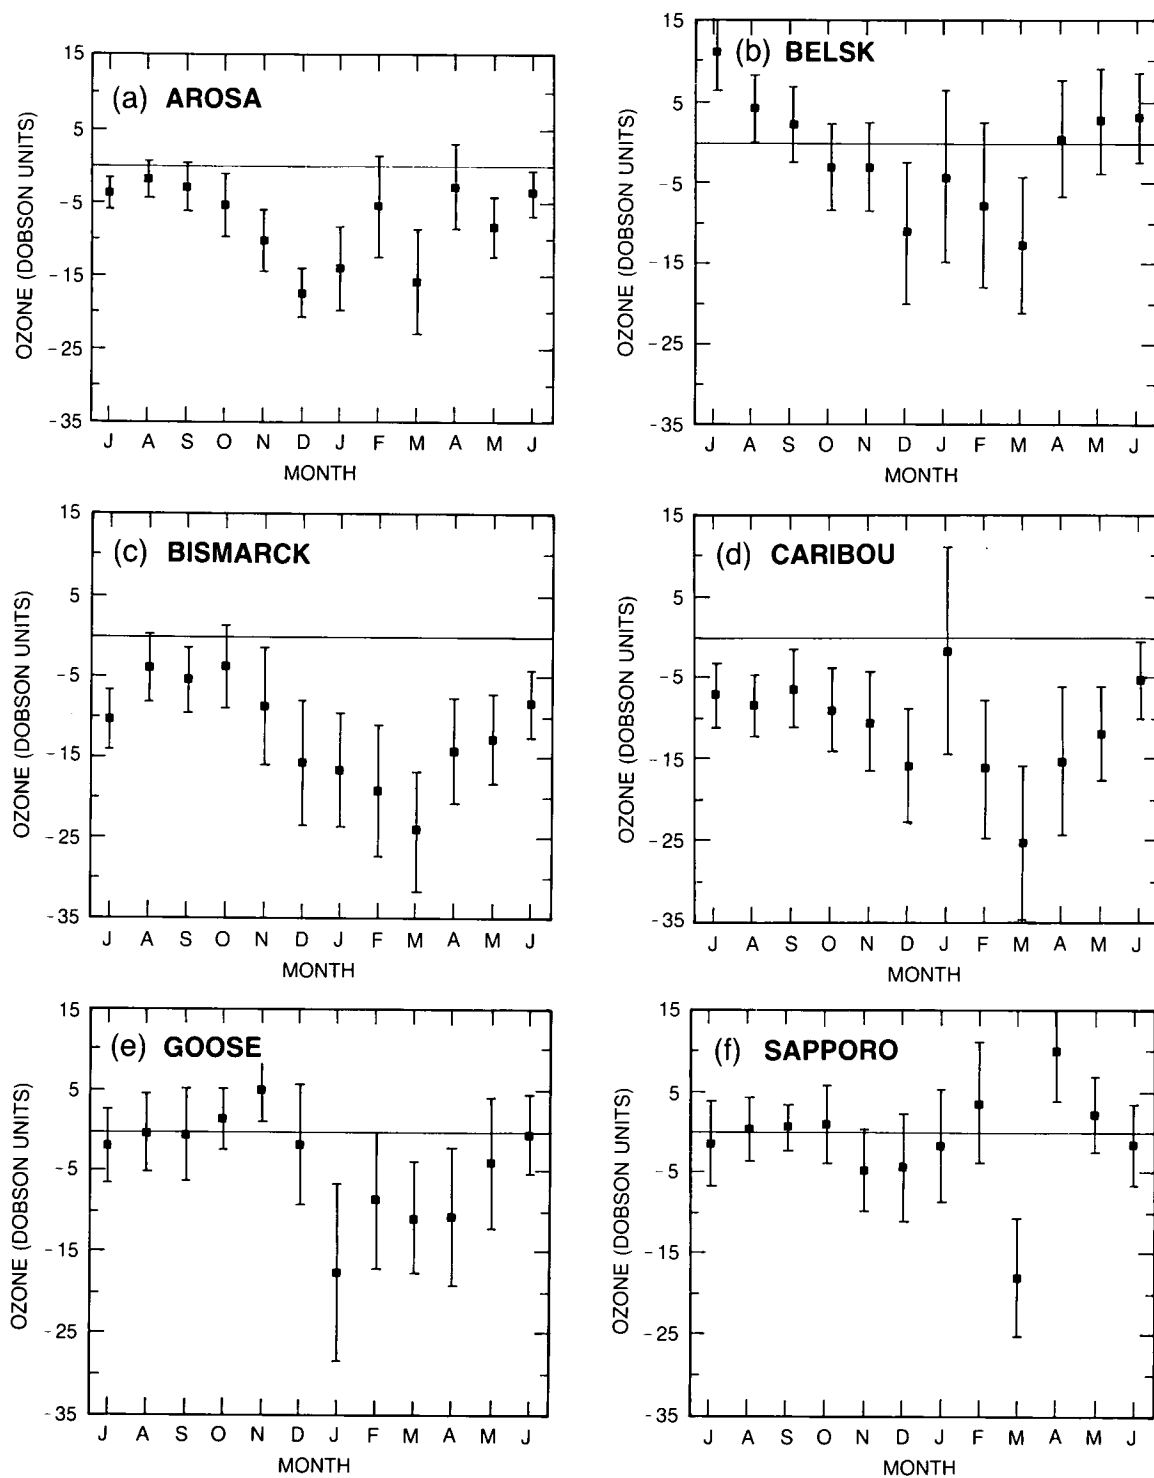 (a) AROSA
OZONE (DOBSON UNITS)
15
5
-5
-15
-25
-35
J A S O N D J F M A M J
MONTH
(b) BELSK
OZONE (DOBSON UNITS)
15
5
-5
-15
-25
-35
J A S O N D J F M A M J
MONTH
(c) BISMARCK
OZONE (DOBSON UNITS)
15
5
-5
-15
-25
-35
J A S O N D J F M A M J
MONTH
(d) CARIBOU
OZONE (DOBSON UNITS)
15
5
-5
-15
-25
-35
J A S O N D J F M A M J
MONTH
(e) GOOSE
OZONE (DOBSON UNITS)
15
5
-5
-15
-25
-35
J A S O N D J F M A M J
MONTH
(f) SAPPORO
OZONE (DOBSON UNITS)
15
5
-5
-15
-25
-35
J A S O N D J F M A M J
MONTH